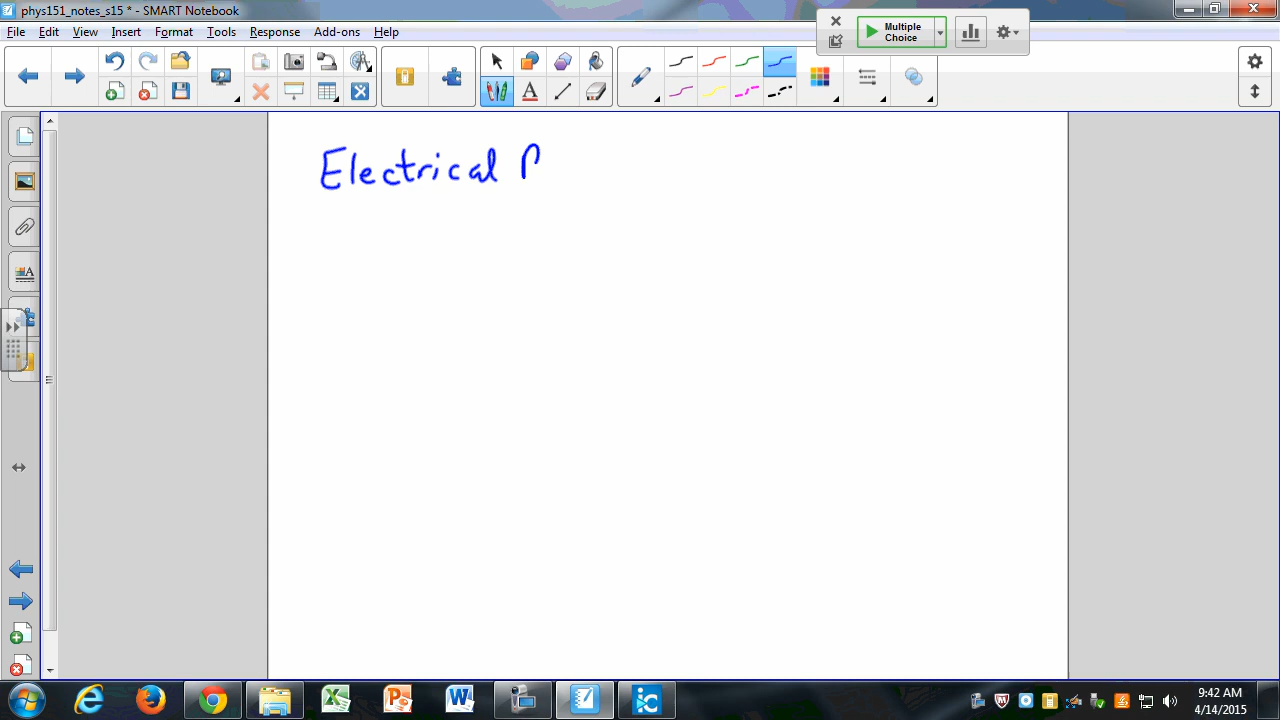 phys151_notes_s15 * - SMART Notebook
File Edit View Insert Format Tools Response Add-ons Help
Multiple
Choice
Electrical
9:42 AM
4/14/2015